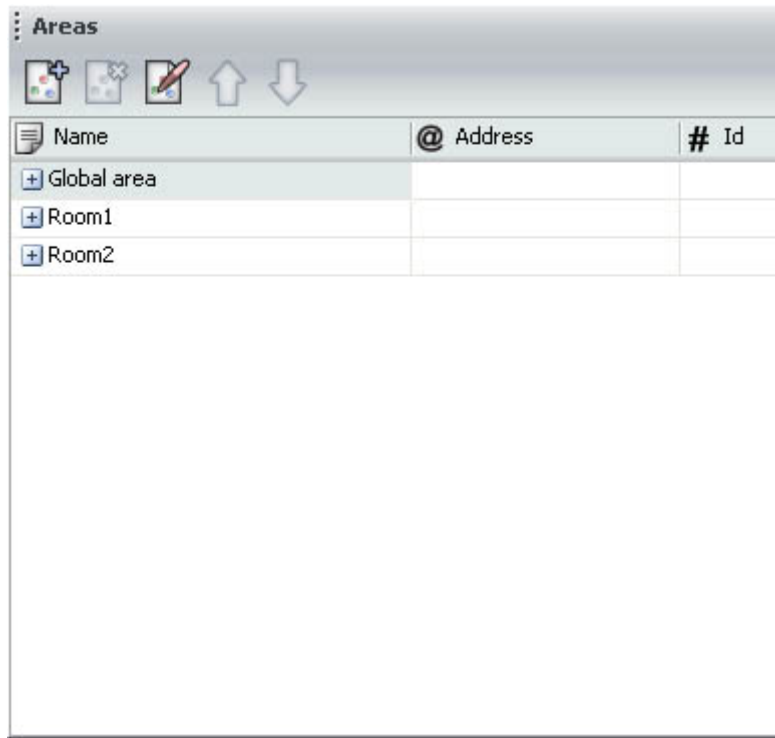 Areas
Name @ Address # Id
Global area
Room1
Room2